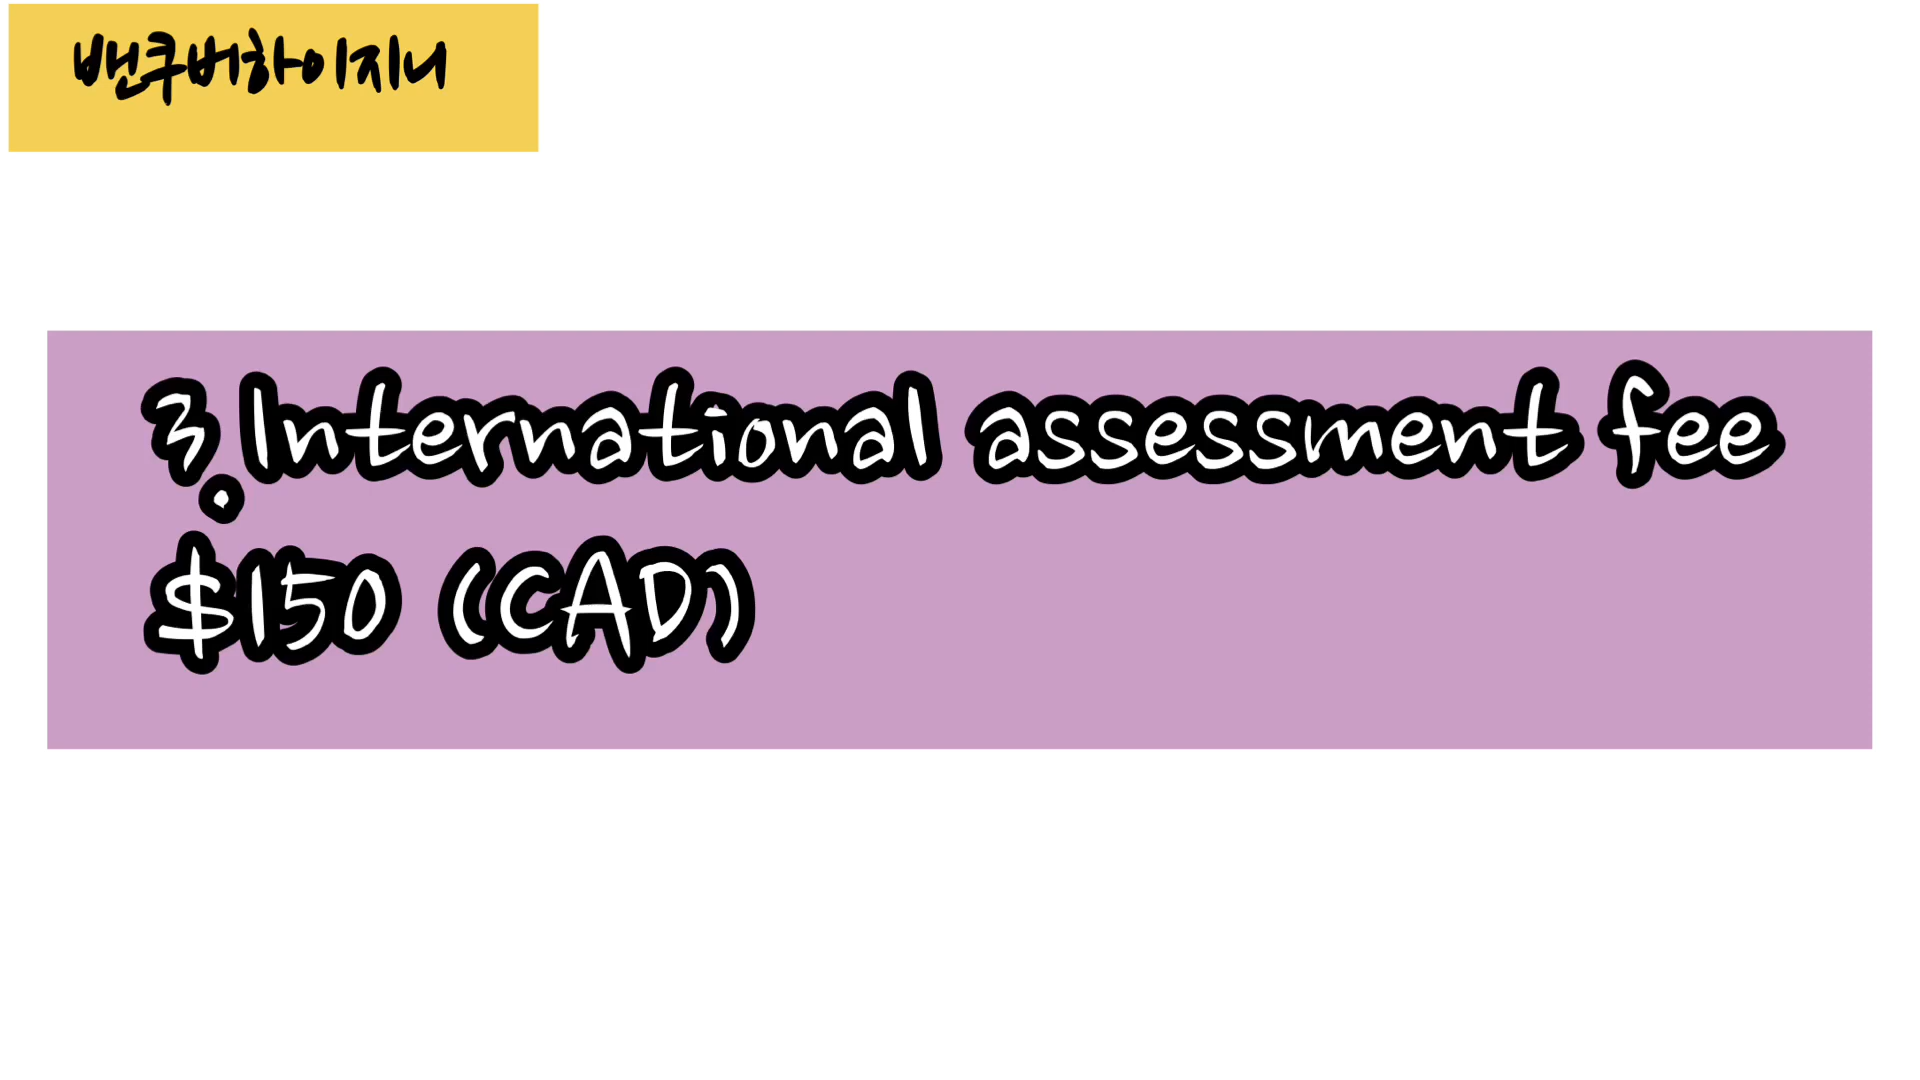 밴쿠버하이지니
3. International assessment fee
$150 (CAD)